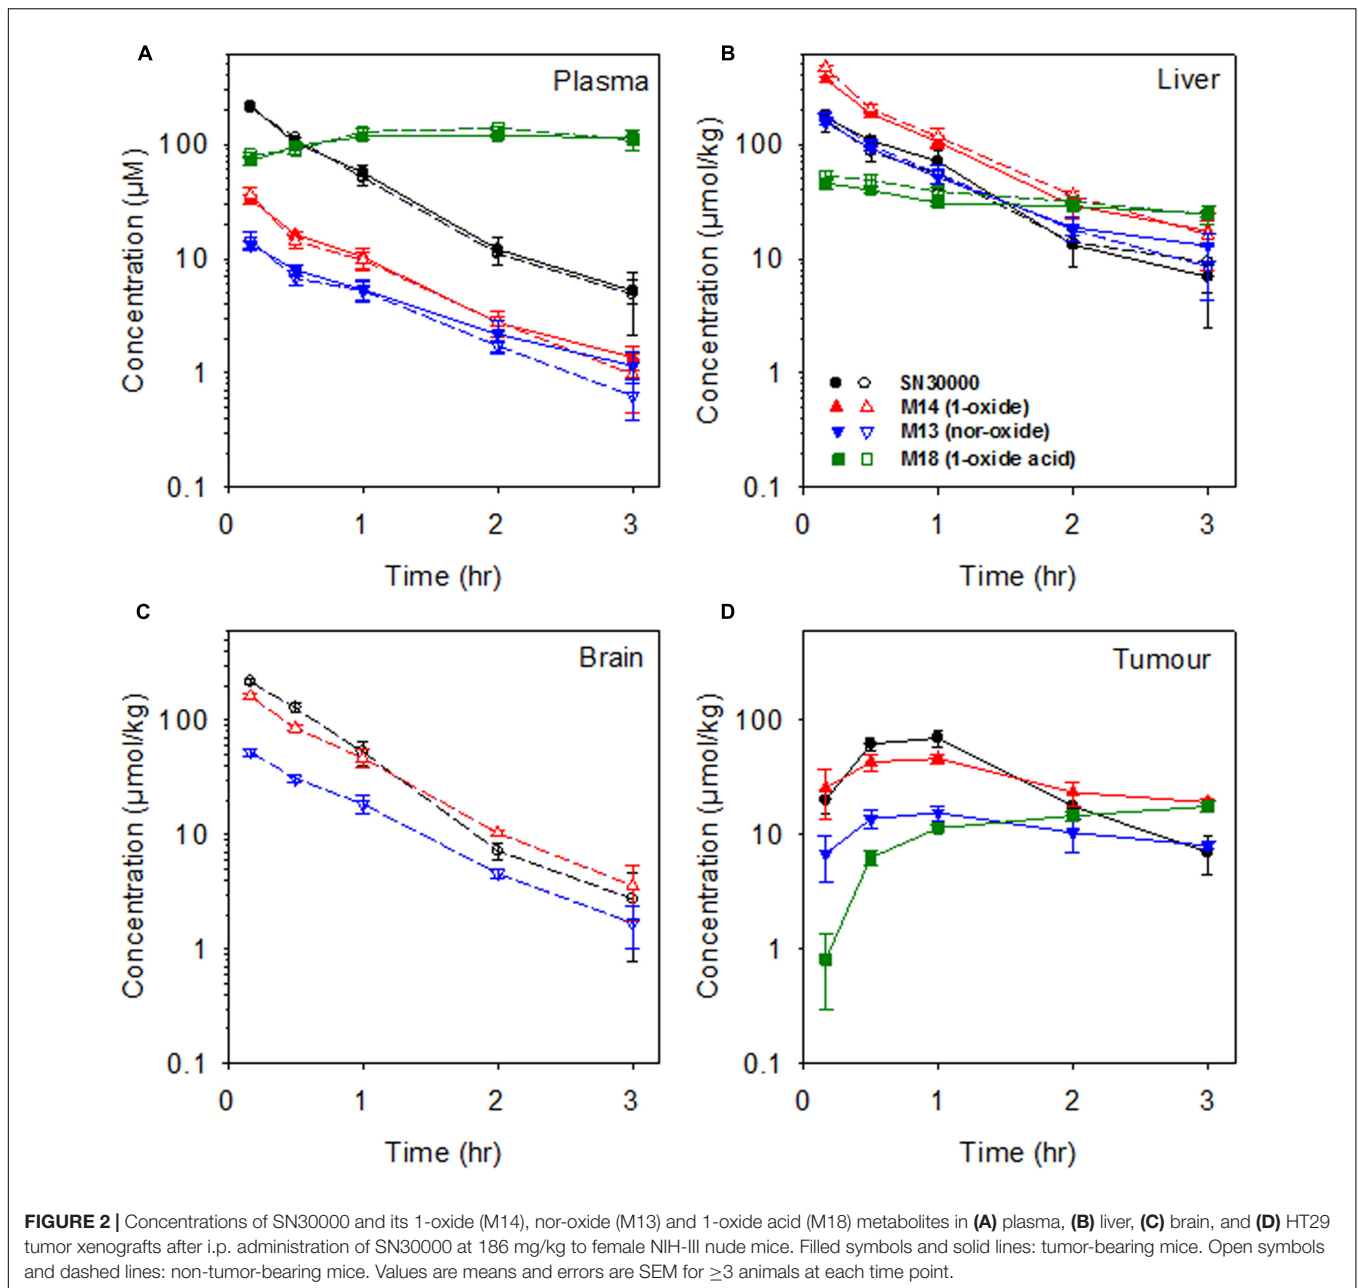 A
Plasma
Concentration (µM)
100
10
1
0.1
0
1
2
3
Time (hr)
B
Liver
Concentration (µmol/kg)
100
10
1
0.1
SN30000
M14 (1-oxide)
M13 (nor-oxide)
M18 (1-oxide acid)
0
1
2
3
Time (hr)
C
Brain
Concentration (µmol/kg)
100
10
1
0.1
0
1
2
3
Time (hr)
D
Tumour
Concentration (µmol/kg)
100
10
1
0.1
0
1
2
3
Time (hr)
FIGURE 2 | Concentrations of SN30000 and its 1-oxide (M14), nor-oxide (M13) and 1-oxide acid (M18) metabolites in (A) plasma, (B) liver, (C) brain, and (D) HT29
tumor xenografts after i.p. administration of SN30000 at 186 mg/kg to female NIH-III nude mice. Filled symbols and solid lines: tumor-bearing mice. Open symbols
and dashed lines: non-tumor-bearing mice. Values are means and errors are SEM for ≥3 animals at each time point.